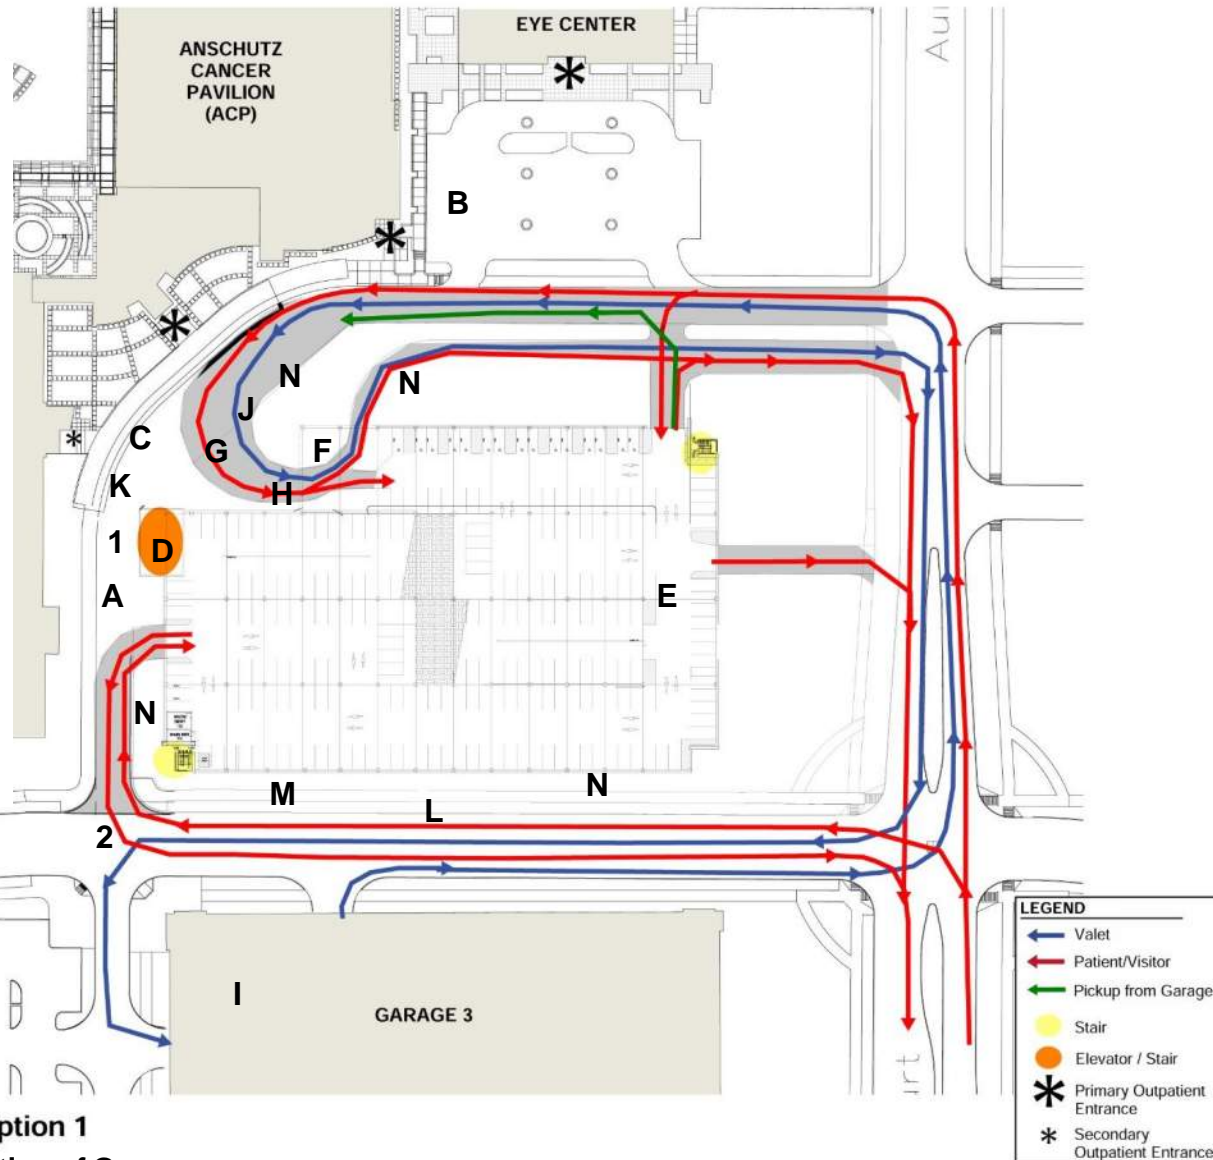 EYE CENTER
ANSCHUTZ
CANCER
PAVILION
(ACP)
B
N
N
J
C
G
F
K
H
1
D
A
E
N
M
N
L
2
I
GARAGE 3
LEGEND
Valet
Patient/Visitor
Pickup from Garage
Stair
Elevator / Stair
Primary Outpatient
Entrance
Secondary
Outpatient Entrance
ption 1